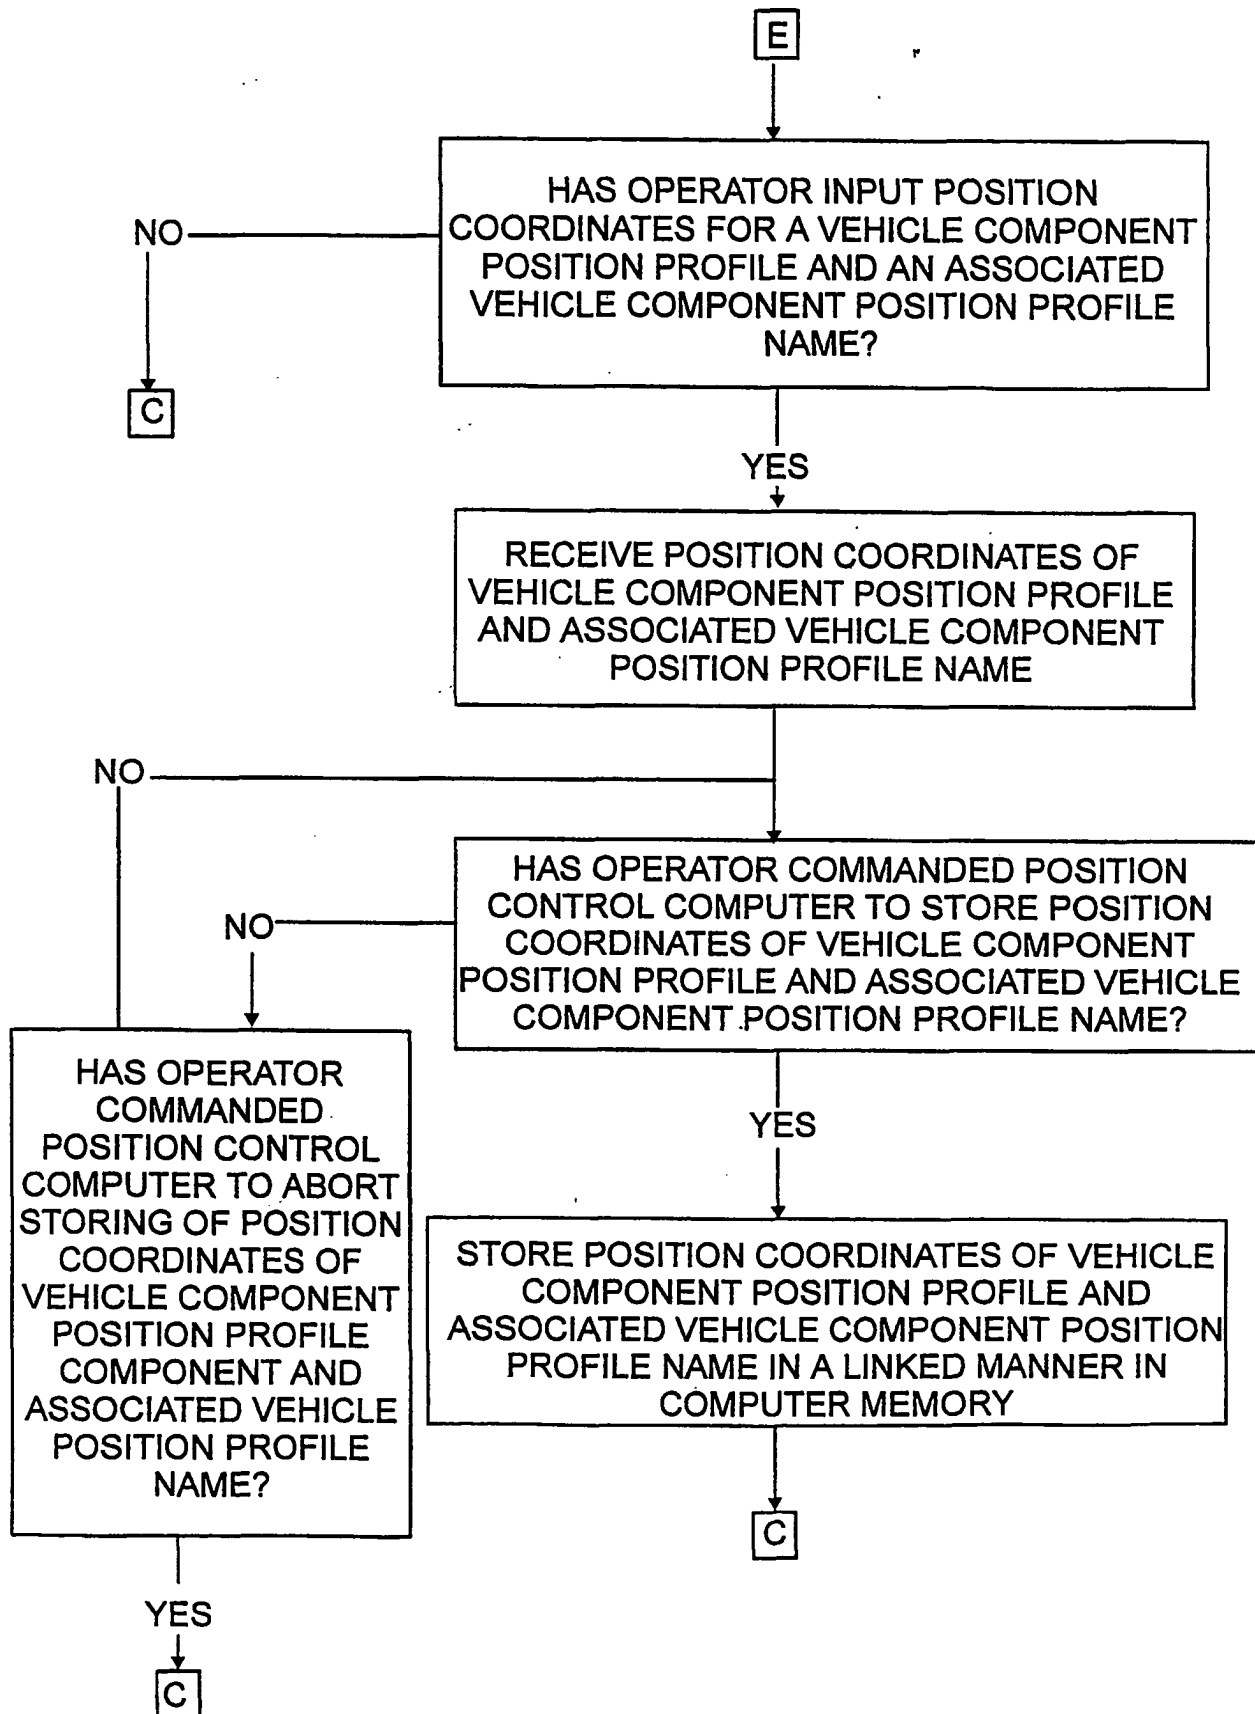 E
HAS OPERATOR INPUT POSITION
COORDINATES FOR A VEHICLE COMPONENT
POSITION PROFILE AND AN ASSOCIATED
VEHICLE COMPONENT POSITION PROFILE
NAME?
NO
C
YES
RECEIVE POSITION COORDINATES OF
VEHICLE COMPONENT POSITION PROFILE
AND ASSOCIATED VEHICLE COMPONENT
POSITION PROFILE NAME
NO
HAS OPERATOR COMMANDED POSITION
CONTROL COMPUTER TO STORE POSITION
COORDINATES OF VEHICLE COMPONENT
POSITION PROFILE AND ASSOCIATED VEHICLE
COMPONENT POSITION PROFILE NAME?
NO
HAS OPERATOR
COMMANDED
POSITION CONTROL
COMPUTER TO ABORT
STORING OF POSITION
COORDINATES OF
VEHICLE COMPONENT
POSITION PROFILE
COMPONENT AND
ASSOCIATED VEHICLE
POSITION PROFILE
NAME?
YES
STORE POSITION COORDINATES OF VEHICLE
COMPONENT POSITION PROFILE AND
ASSOCIATED VEHICLE COMPONENT POSITION
PROFILE NAME IN A LINKED MANNER IN
COMPUTER MEMORY
C
YES
C